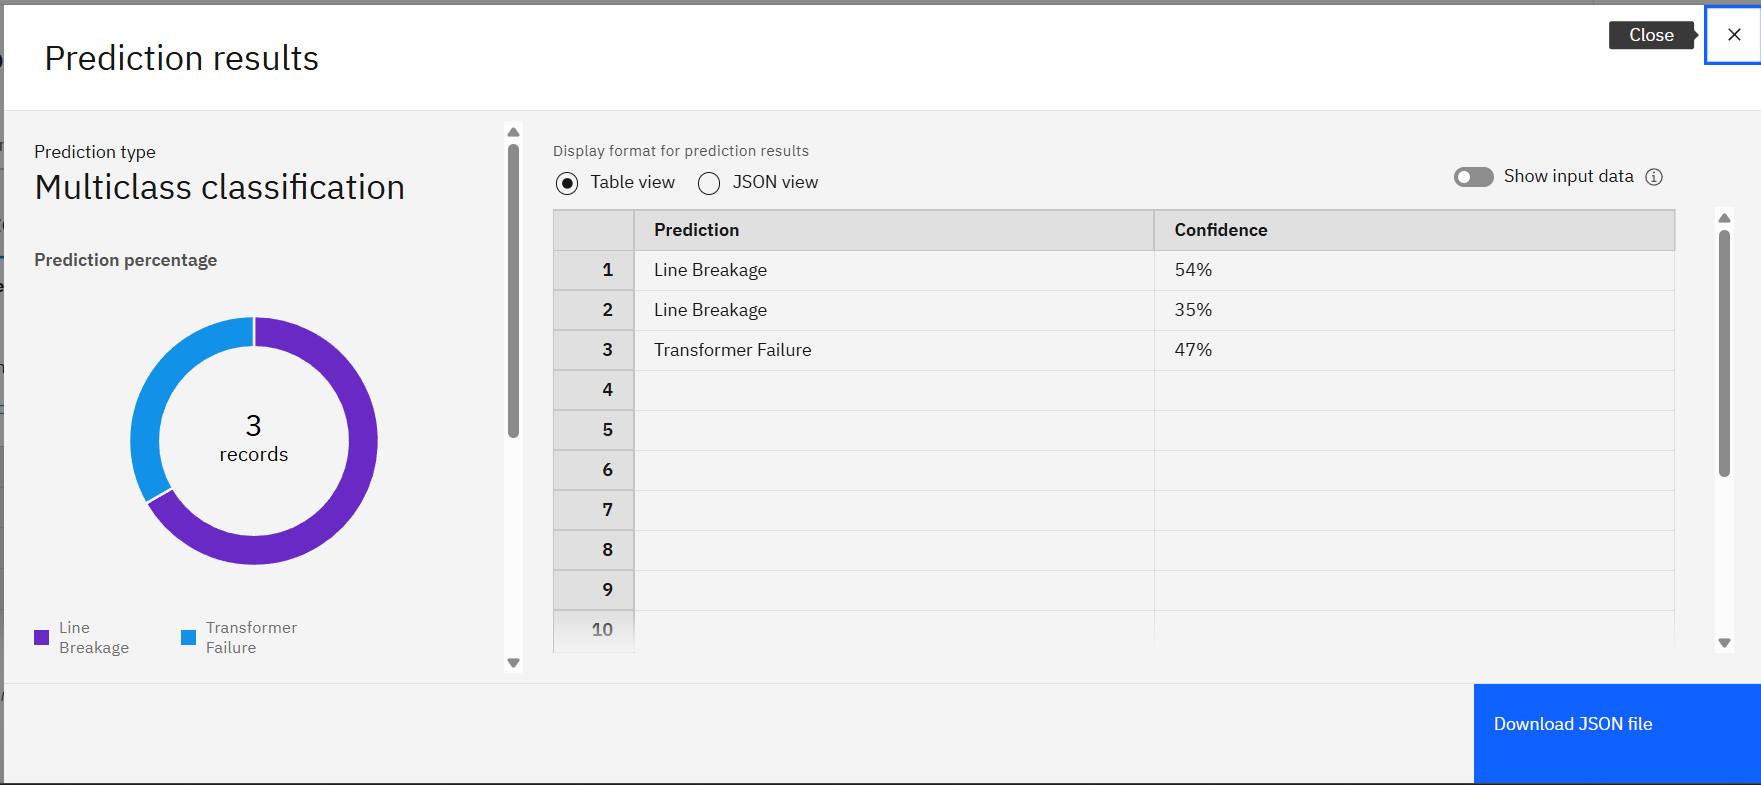 Prediction results
Close
Prediction type
Multiclass classification
Prediction percentage
3
records
Line
Breakage
Transformer
Failure
Display format for prediction results
Table view JSON view
Show input data
Prediction Confidence
1 Line Breakage 54%
2 Line Breakage 35%
3 Transformer Failure 47%
4
5
6
7
8
9
10
Download JSON file